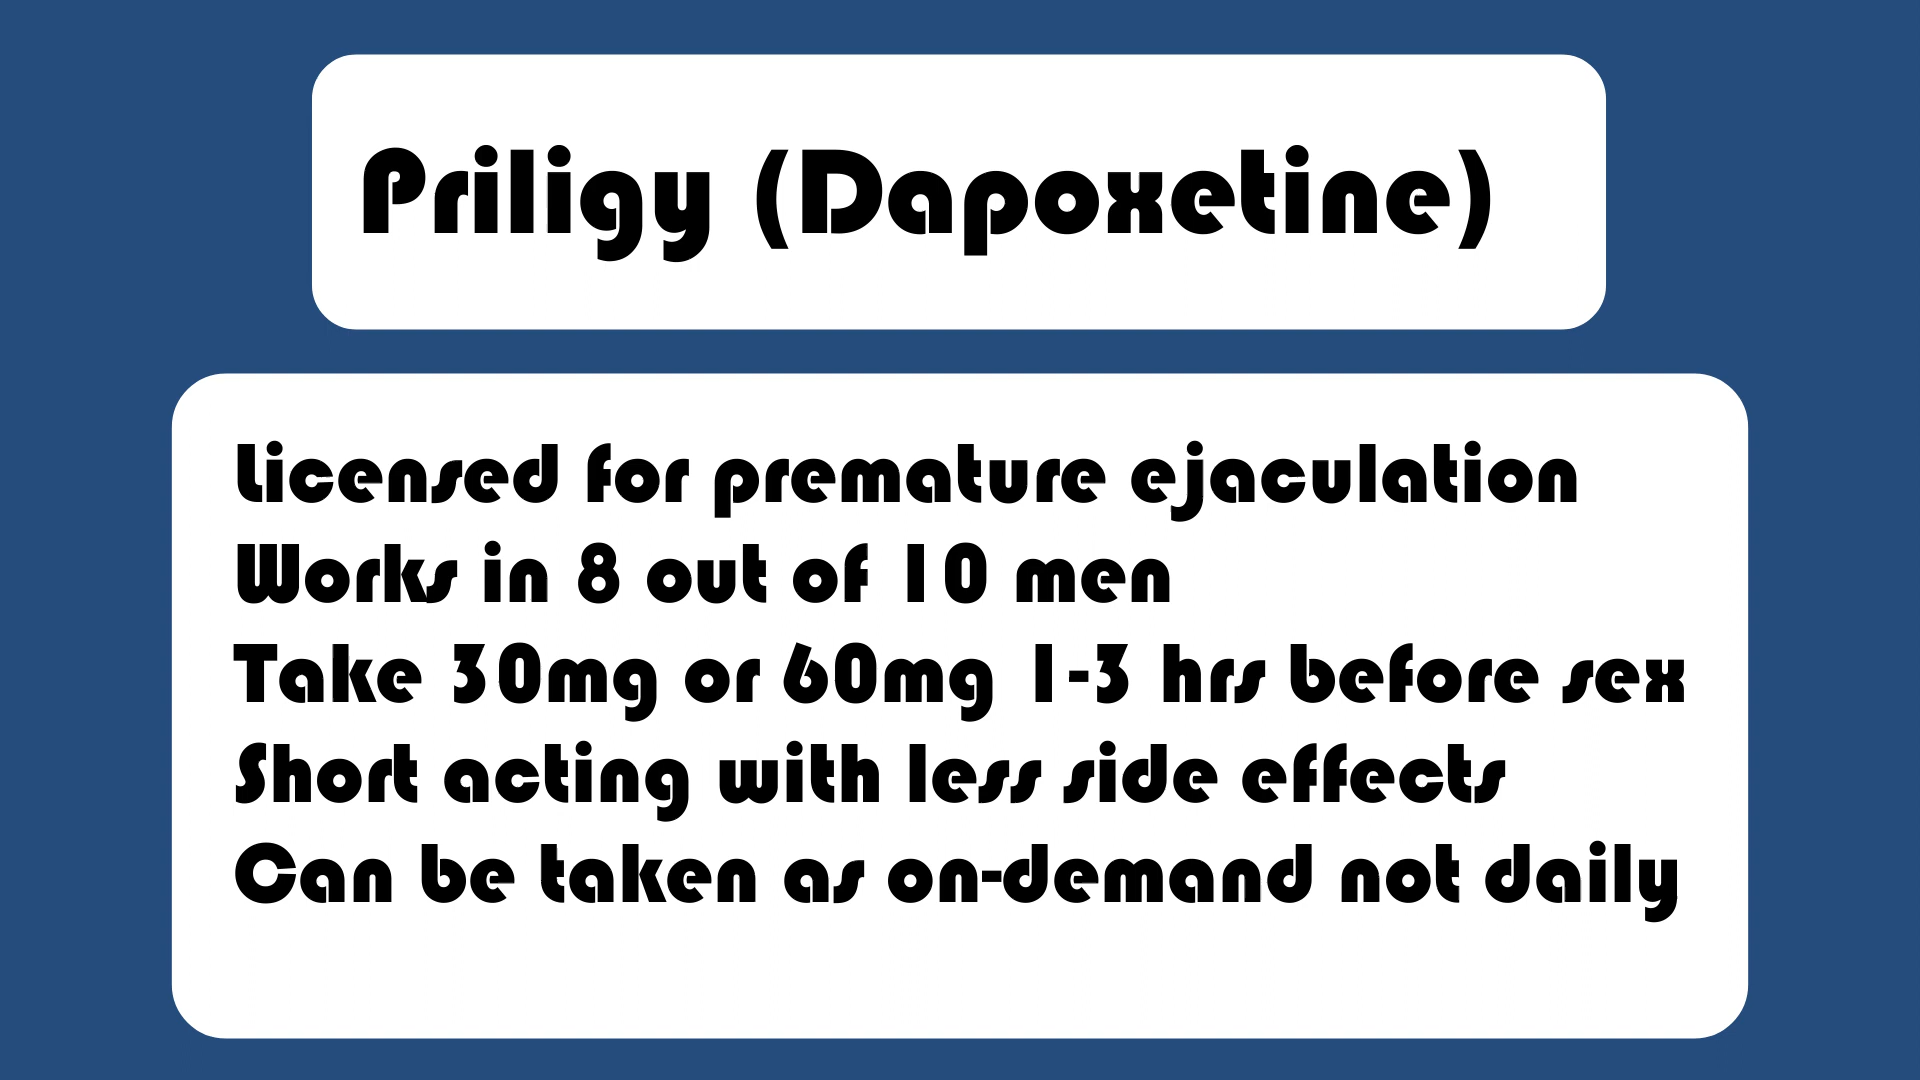 Priligy (Dapoxetine)
Licensed for premature ejaculation
Works in 8 out of 10 men
Take 30mg or 60mg 1-3 hrs before sex
Short acting with less side effects
Can be taken as on-demand not daily